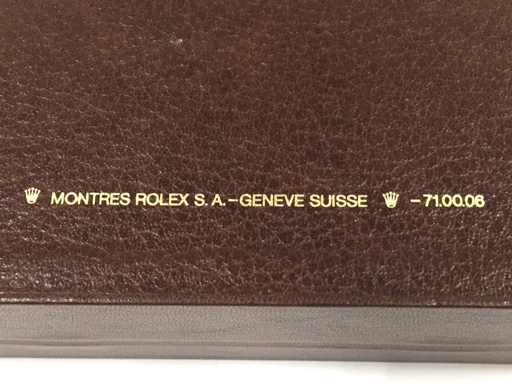 MONTRES ROLEX S. A.-GENEVE SUISSE -71.00.06